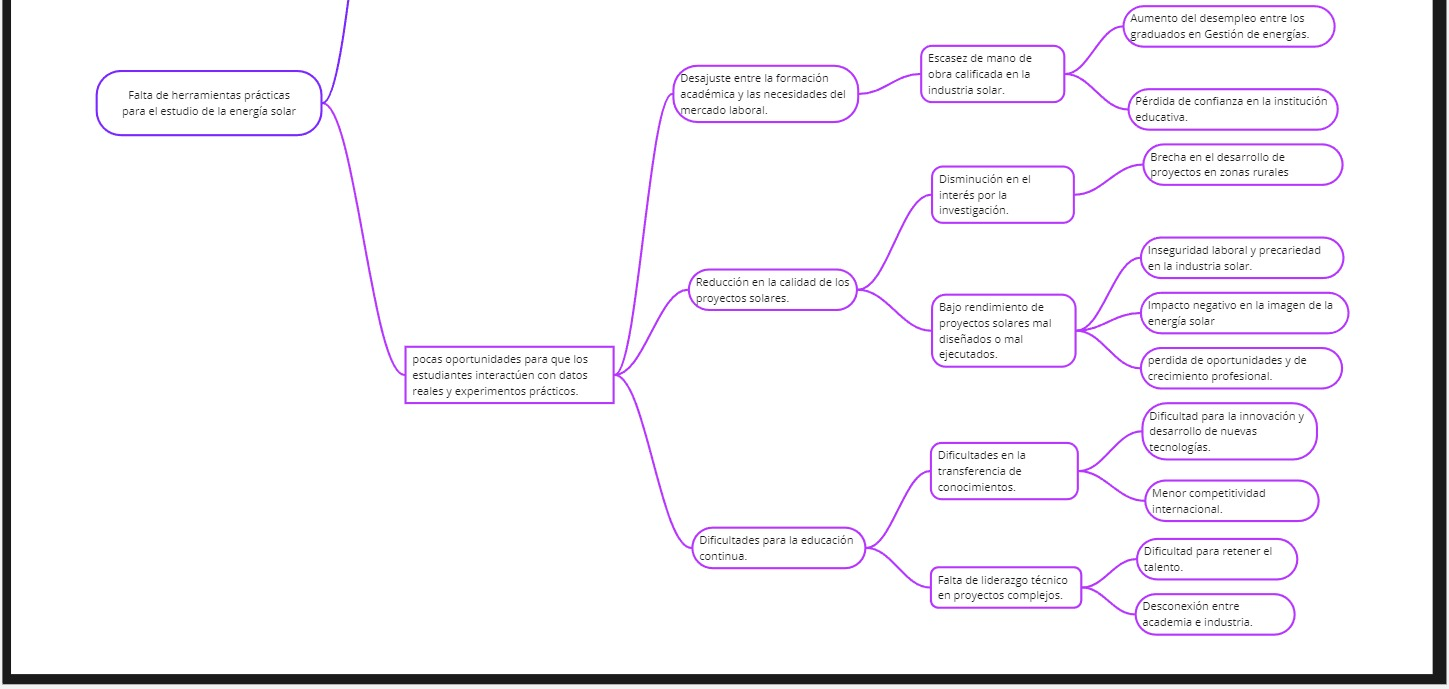 Falta de herramientas prácticas
para el estudio de la energía solar
pocas oportunidades para que los
estudiantes interactúen con datos
reales y experimentos prácticos.
Desajuste entre la formación
académica y las necesidades del
mercado laboral.
Escasez de mano de
obra calificada en la
industria solar.
Aumento del desempleo entre los
graduados en Gestión de energías.
Pérdida de confianza en la institución
educativa.
Reducción en la calidad de los
proyectos solares.
Disminución en el
interés por la
investigación.
Brecha en el desarrollo de
proyectos en zonas rurales
Bajo rendimiento de
proyectos solares mal
diseñados o mal
ejecutados.
Inseguridad laboral y precariedad
en la industria solar.
Impacto negativo en la imagen de la
energía solar
perdida de oportunidades y de
crecimiento profesional.
Dificultades para la educación
continua.
Dificultades en la
transferencia de
conocimientos.
Dificultad para la innovación y
desarrollo de nuevas
tecnologías.
Menor competitividad
internacional.
Falta de liderazgo técnico
en proyectos complejos.
Dificultad para retener el
talento.
Desconexión entre
academia e industria.